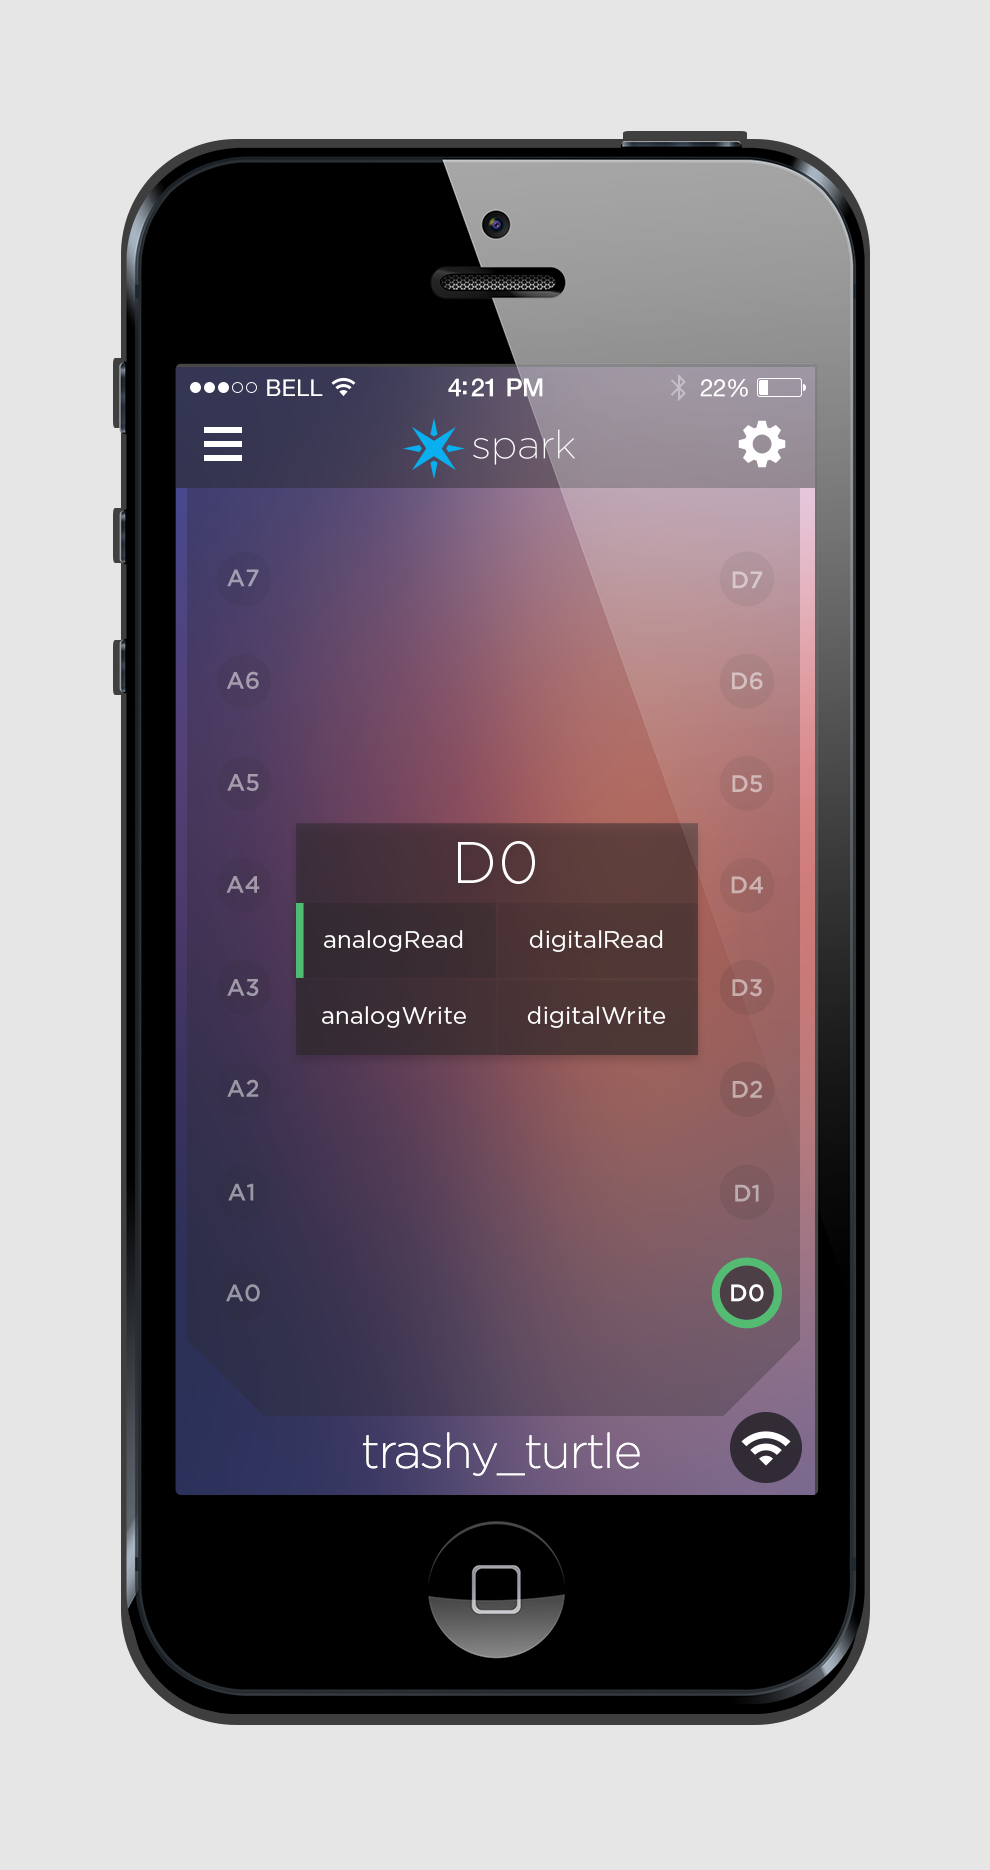 BELL 4:21 PM 22%
spark
A7 D7
A6 D6
A5 D5
A4 D4
D0
analogRead digitalRead
A3 D3
analogWrite digitalWrite
A2 D2
A1 D1
A0 D0
trashy_turtle